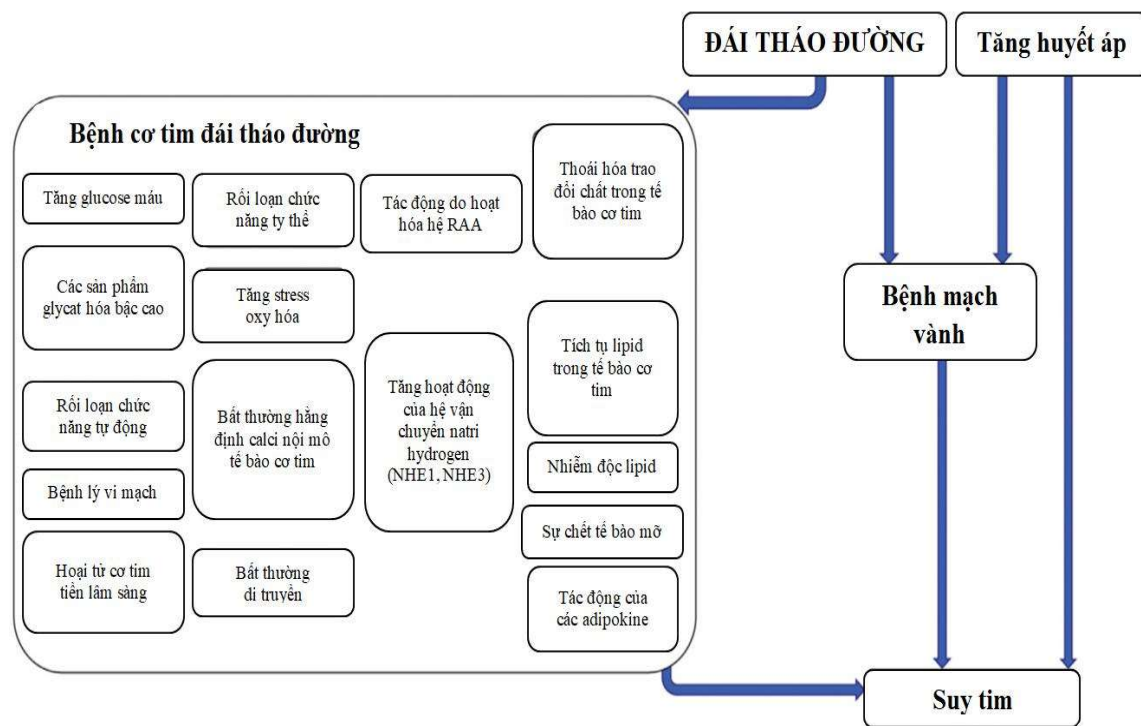 ĐÁI THÁO ĐƯỜNG
Tăng huyết áp
Bệnh cơ tim đái tháo đường
Tăng glucose máu
Các sản phẩm
glycat hóa bậc cao
Rối loạn chức
năng tự động
Bệnh lý vi mạch
Hoại tử cơ tim
tiền lâm sàng
Rối loạn chức
năng ty thể
Tăng stress
oxy hóa
Bất thường hằng
định calci nội mô
tế bào cơ tim
Bất thường
di truyền
Tác động do hoạt
hóa hệ RAA
Tăng hoạt động
của hệ vận
chuyển natri
hydrogen
(NHE1, NHE3)
Thoái hóa trao
đổi chất trong tế
bào cơ tim
Tích tụ lipid
trong tế bào cơ
tim
Nhiễm độc lipid
Sự chết tế bào mỡ
Tác động của
các adipokine
Bệnh mạch
vành
Suy tim